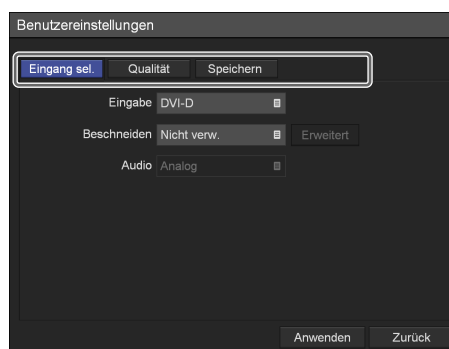 Benutzereinstellungen
Eingang sel. Qualität Speichern
Eingabe DVI-D
Beschneiden Nicht verw. Erweitert
Audio Analog
Anwenden Zurück